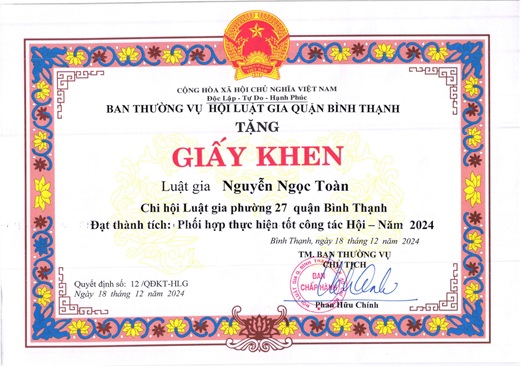 CỘNG HÒA XÃ HỘI CHỦ NGHĨA VIỆT NAM
Độc Lập - Tự Do - Hạnh Phúc
BAN THƯỜNG VỤ HỘI LUẬT GIA QUẬN BÌNH THẠNH
TẶNG
GIẤY KHEN
Luật gia Nguyễn Ngọc Toàn
Chi hội Luật gia phường 27 quận Bình Thạnh
Đạt thành tích: Phối hợp thực hiện tốt công tác Hội – Năm 2024
Bình Thạnh, ngày 18 tháng 12 năm 2024
TM. BAN THƯỜNG VỤ
CHỦ TỊCH
BAN
CHẤP HÀNH
Quyết định số: 12 /QĐKT-HLG
Ngày 18 tháng 12 năm 2024
Phan Hữu Chính